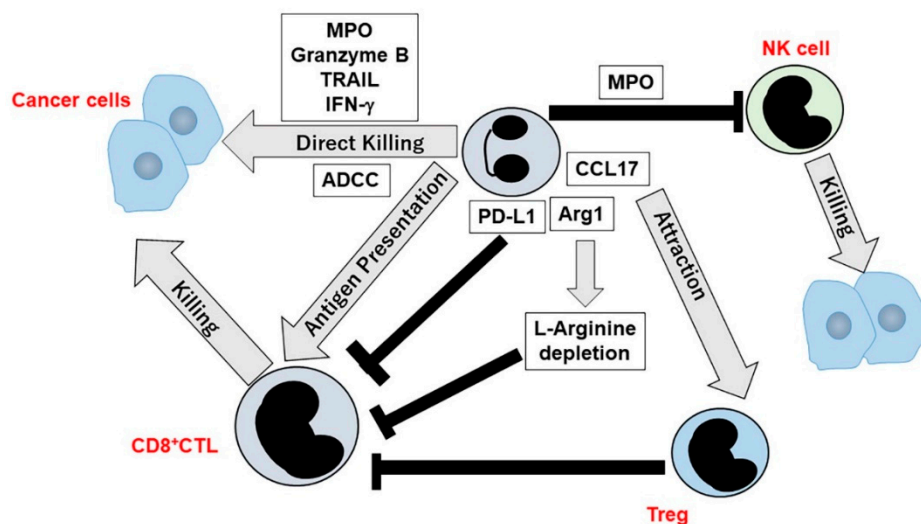 MPO
Granzyme B
TRAIL
IFN-γ
NK cell
Cancer cells
MPO
Direct Killing
ADCC
CCL17
PD-L1
Arg1
Killing
Antigen Presentation
Attraction
Killing
L-Arginine
depletion
CD8⁺CTL
Treg